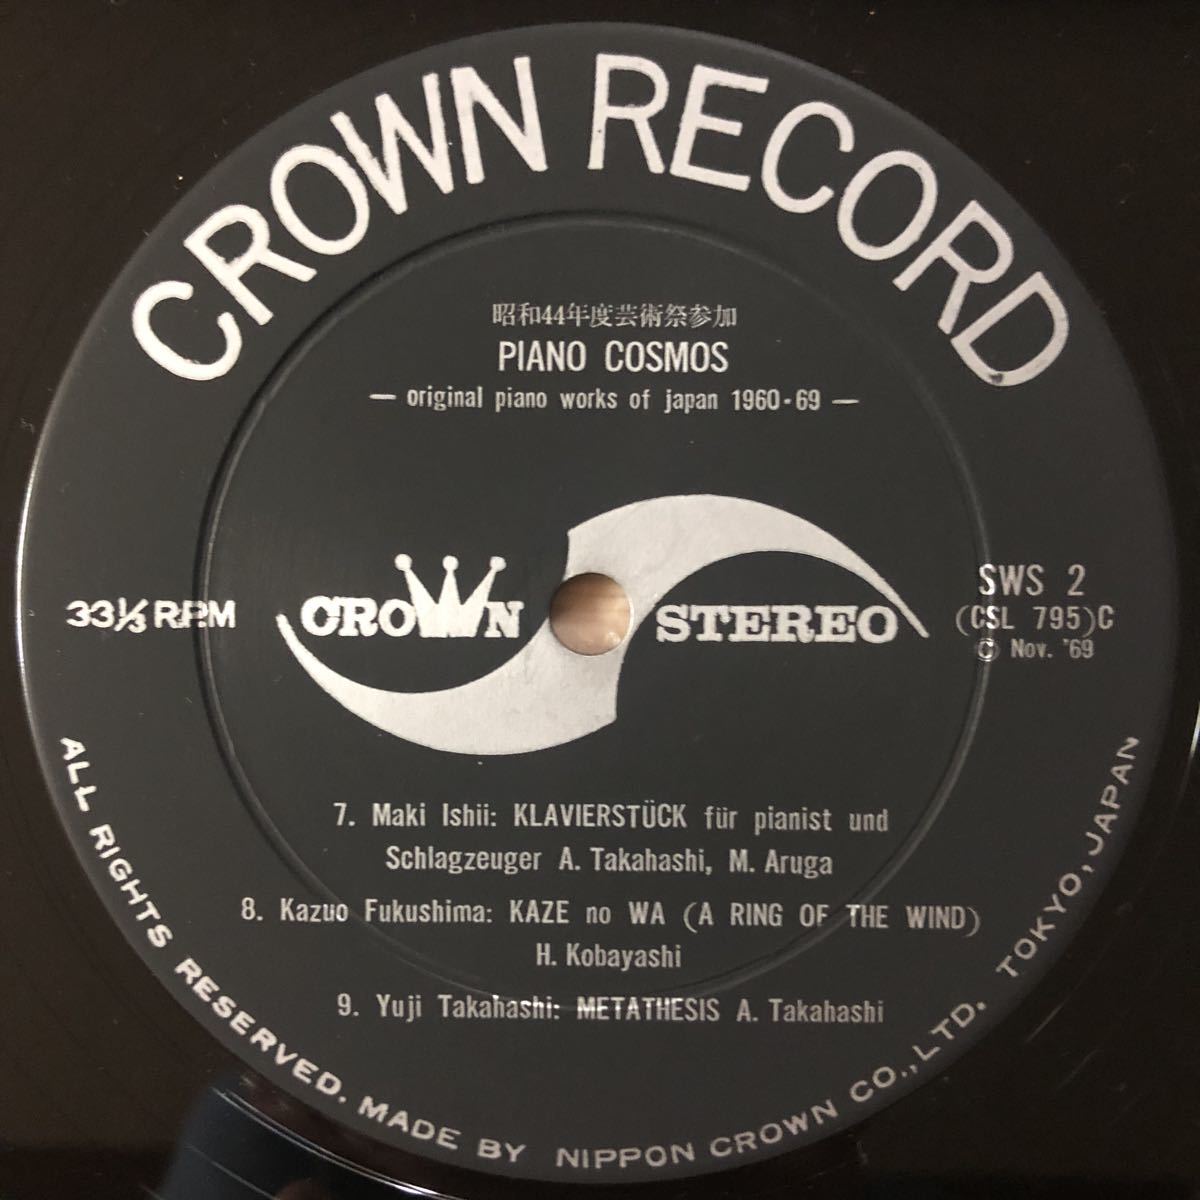 CROWN RECORD
昭和44年度芸術祭参加
PIANO COSMOS
— original piano works of japan 1960-69 —
33⅓ R.P.M
CROWN STEREO
SWS 2
(CSL 795)C
© Nov. '69
7. Maki Ishii: KLAVIERSTÜCK für pianist und
Schlagzeuger A. Takahashi, M. Aruga
8. Kazuo Fukushima: KAZE no WA (A RING OF THE WIND)
H. Kobayashi
9. Yuji Takahashi: METATHESIS A. Takahashi
ALL RIGHTS RESERVED. MADE BY NIPPON CROWN CO., LTD. TOKYO, JAPAN